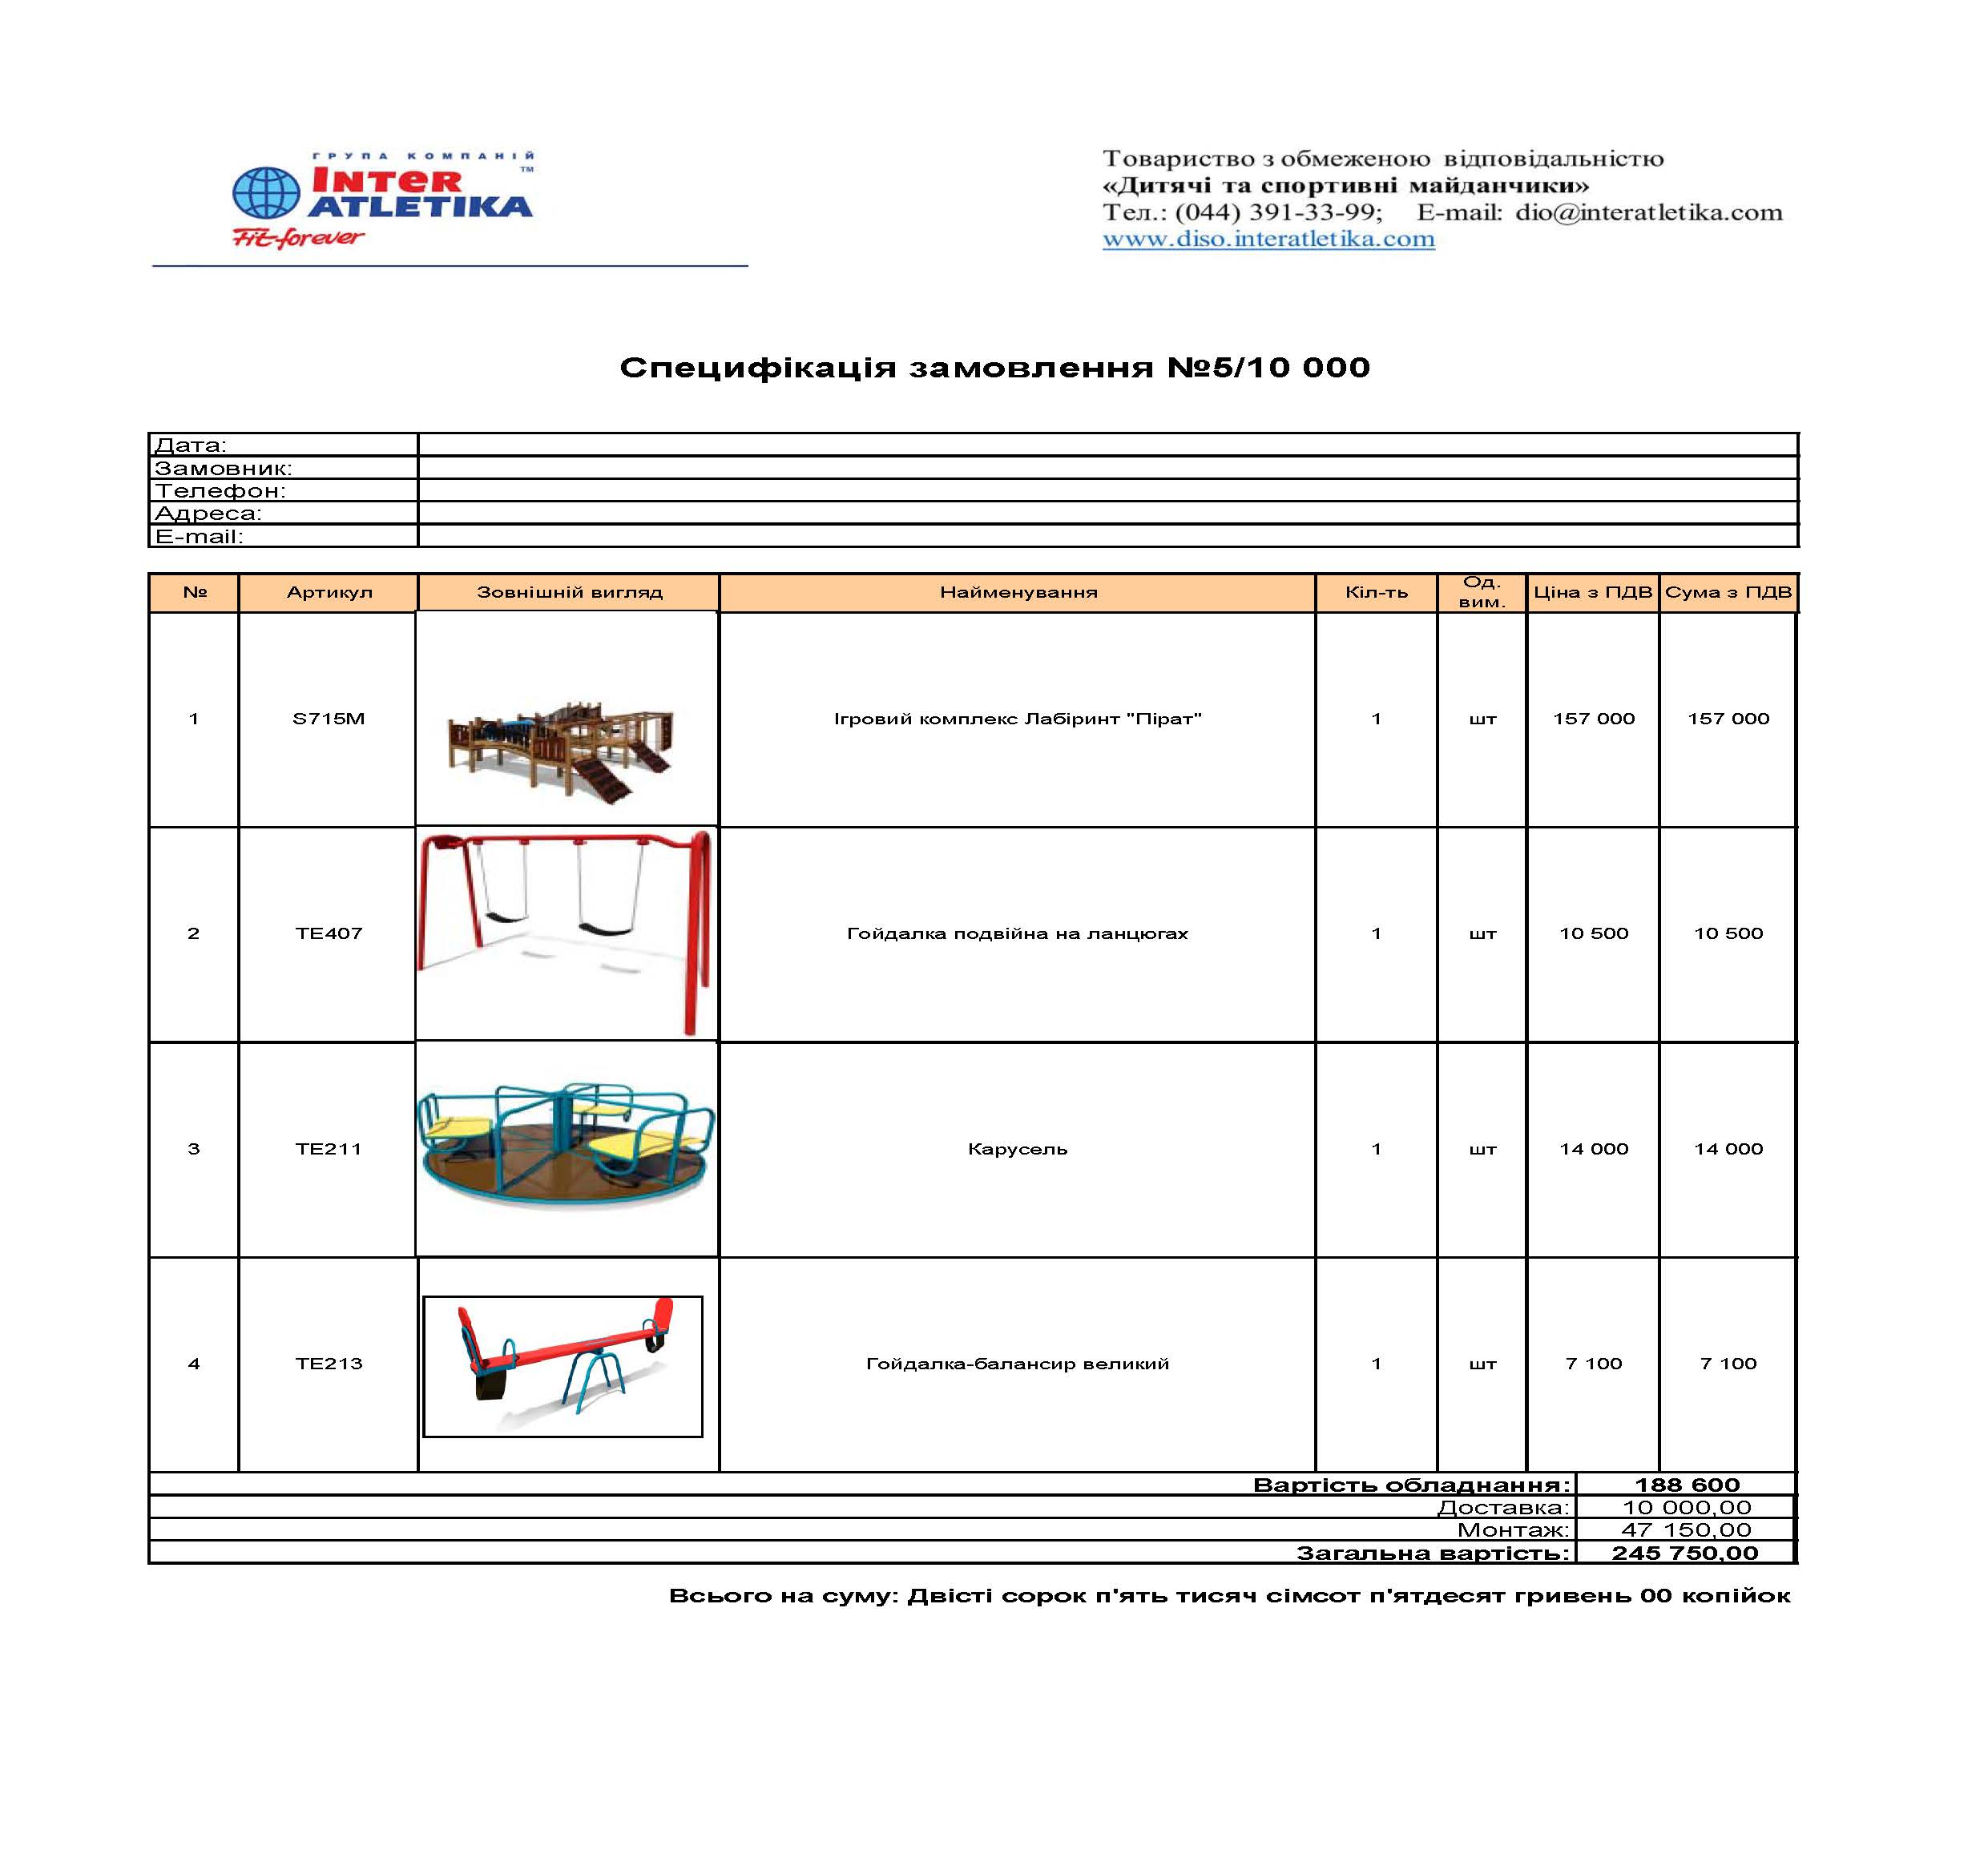 ГРУПА КОМПАНІЙ
INTER ™
ATLETIKA
Fit-forever
Товариство з обмеженою відповідальністю
«Дитячі та спортивні майданчики»
Тел.: (044) 391-33-99; E-mail: dio@interatletika.com
www.diso.interatletika.com
Специфікація замовлення №5/10 000
Дата:
Замовник:
Телефон:
Адреса:
E-mail:
№ Артикул Зовнішній вигляд Найменування Кіл-ть Од. вим. Ціна з ПДВ Сума з ПДВ
1 S715M Ігровий комплекс Лабіринт "Пірат" 1 шт 157 000 157 000
2 TE407 Гойдалка подвійна на ланцюгах 1 шт 10 500 10 500
3 TE211 Карусель 1 шт 14 000 14 000
4 TE213 Гойдалка-балансир великий 1 шт 7 100 7 100
Вартість обладнання: 188 600
Доставка: 10 000,00
Монтаж: 47 150,00
Загальна вартість: 245 750,00
Всього на суму: Двісті сорок п'ять тисяч сімсот п'ятдесят гривень 00 копійок